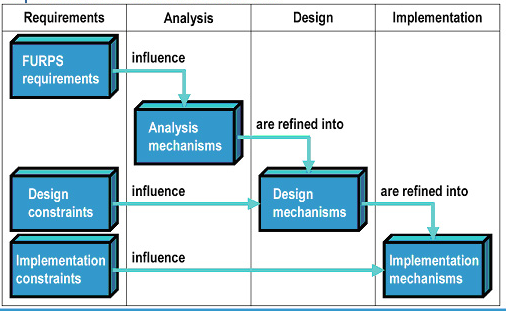 Requirements
Analysis
Design
Implementation
FURPS
requirements
influence
Analysis
mechanisms
are refined into
Design
constraints
influence
Design
mechanisms
are refined into
Implementation
constraints
influence
Implementation
mechanisms